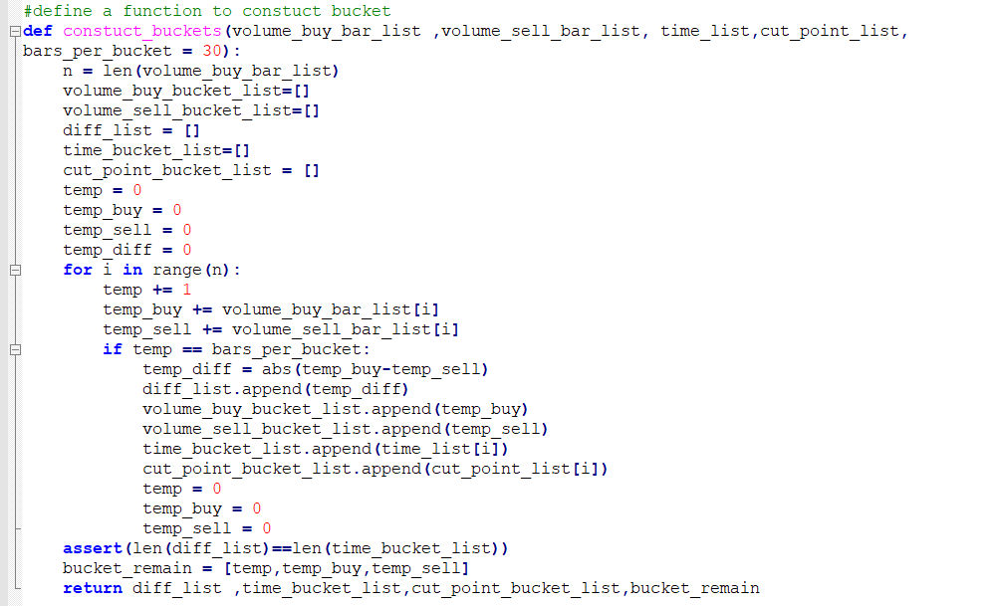 #define a function to constuct bucket
def constuct_buckets(volume_buy_bar_list ,volume_sell_bar_list, time_list,cut_point_list,
bars_per_bucket = 30):
    n = len(volume_buy_bar_list)
    volume_buy_bucket_list=[]
    volume_sell_bucket_list=[]
    diff_list = []
    time_bucket_list=[]
    cut_point_bucket_list = []
    temp = 0
    temp_buy = 0
    temp_sell = 0
    temp_diff = 0
    for i in range(n):
        temp += 1
        temp_buy += volume_buy_bar_list[i]
        temp_sell += volume_sell_bar_list[i]
        if temp == bars_per_bucket:
            temp_diff = abs(temp_buy-temp_sell)
            diff_list.append(temp_diff)
            volume_buy_bucket_list.append(temp_buy)
            volume_sell_bucket_list.append(temp_sell)
            time_bucket_list.append(time_list[i])
            cut_point_bucket_list.append(cut_point_list[i])
            temp = 0
            temp_buy = 0
            temp_sell = 0
    assert(len(diff_list)==len(time_bucket_list))
    bucket_remain = [temp,temp_buy,temp_sell]
    return diff_list ,time_bucket_list,cut_point_bucket_list,bucket_remain